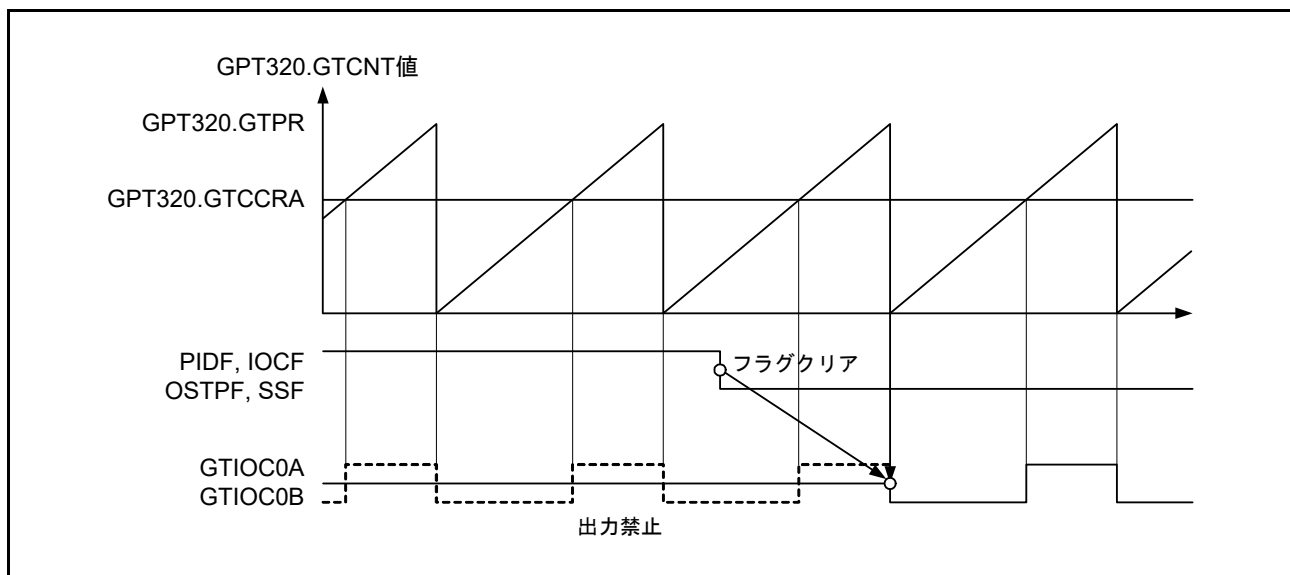 GPT320.GTCNT値
GPT320.GTPR
GPT320.GTCCRA
PIDF, IOCF
OSTPF, SSF
フラグクリア
GTIOC0A
GTIOC0B
出力禁止